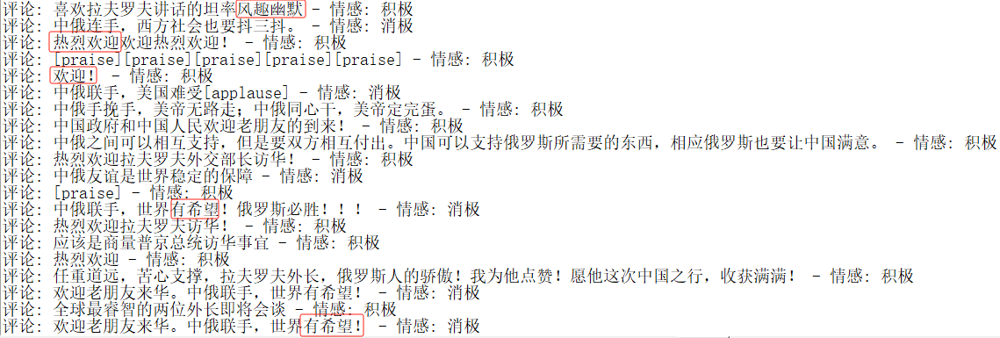 评论: 喜欢拉夫罗夫讲话的坦率风趣幽默 - 情感: 积极
评论: 中俄连手，西方社会也要抖三抖。 - 情感: 消极
评论: 热烈欢迎欢迎热烈欢迎！ - 情感: 积极
评论: [praise][praise][praise][praise][praise] - 情感: 积极
评论: 欢迎！ - 情感: 积极
评论: 中俄联手，美国难受[applause] - 情感: 消极
评论: 中俄手挽手，美帝无路走；中俄同心干，美帝定完蛋。 - 情感: 积极
评论: 中国政府和中国人民欢迎老朋友的到来！ - 情感: 积极
评论: 中俄之间可以相互支持，但是要双方相互付出。中国可以支持俄罗斯所需要的东西，相应俄罗斯也要让中国满意。 - 情感: 积极
评论: 热烈欢迎拉夫罗夫外交部长访华！ - 情感: 积极
评论: 中俄友谊是世界稳定的保障 - 情感: 消极
评论: [praise] - 情感: 积极
评论: 中俄联手，世界有希望！俄罗斯必胜！！！ - 情感: 消极
评论: 热烈欢迎拉夫罗夫访华！ - 情感: 积极
评论: 应该是商量普京总统访华事宜 - 情感: 积极
评论: 热烈欢迎 - 情感: 积极
评论: 任重道远，苦心支撑，拉夫罗夫外长，俄罗斯人的骄傲！我为他点赞！愿他这次中国之行，收获满满！ - 情感: 积极
评论: 欢迎老朋友来华。中俄联手，世界有希望！ - 情感: 消极
评论: 全球最睿智的两位外长即将会谈 - 情感: 积极
评论: 欢迎老朋友来华。中俄联手，世界有希望！ - 情感: 消极